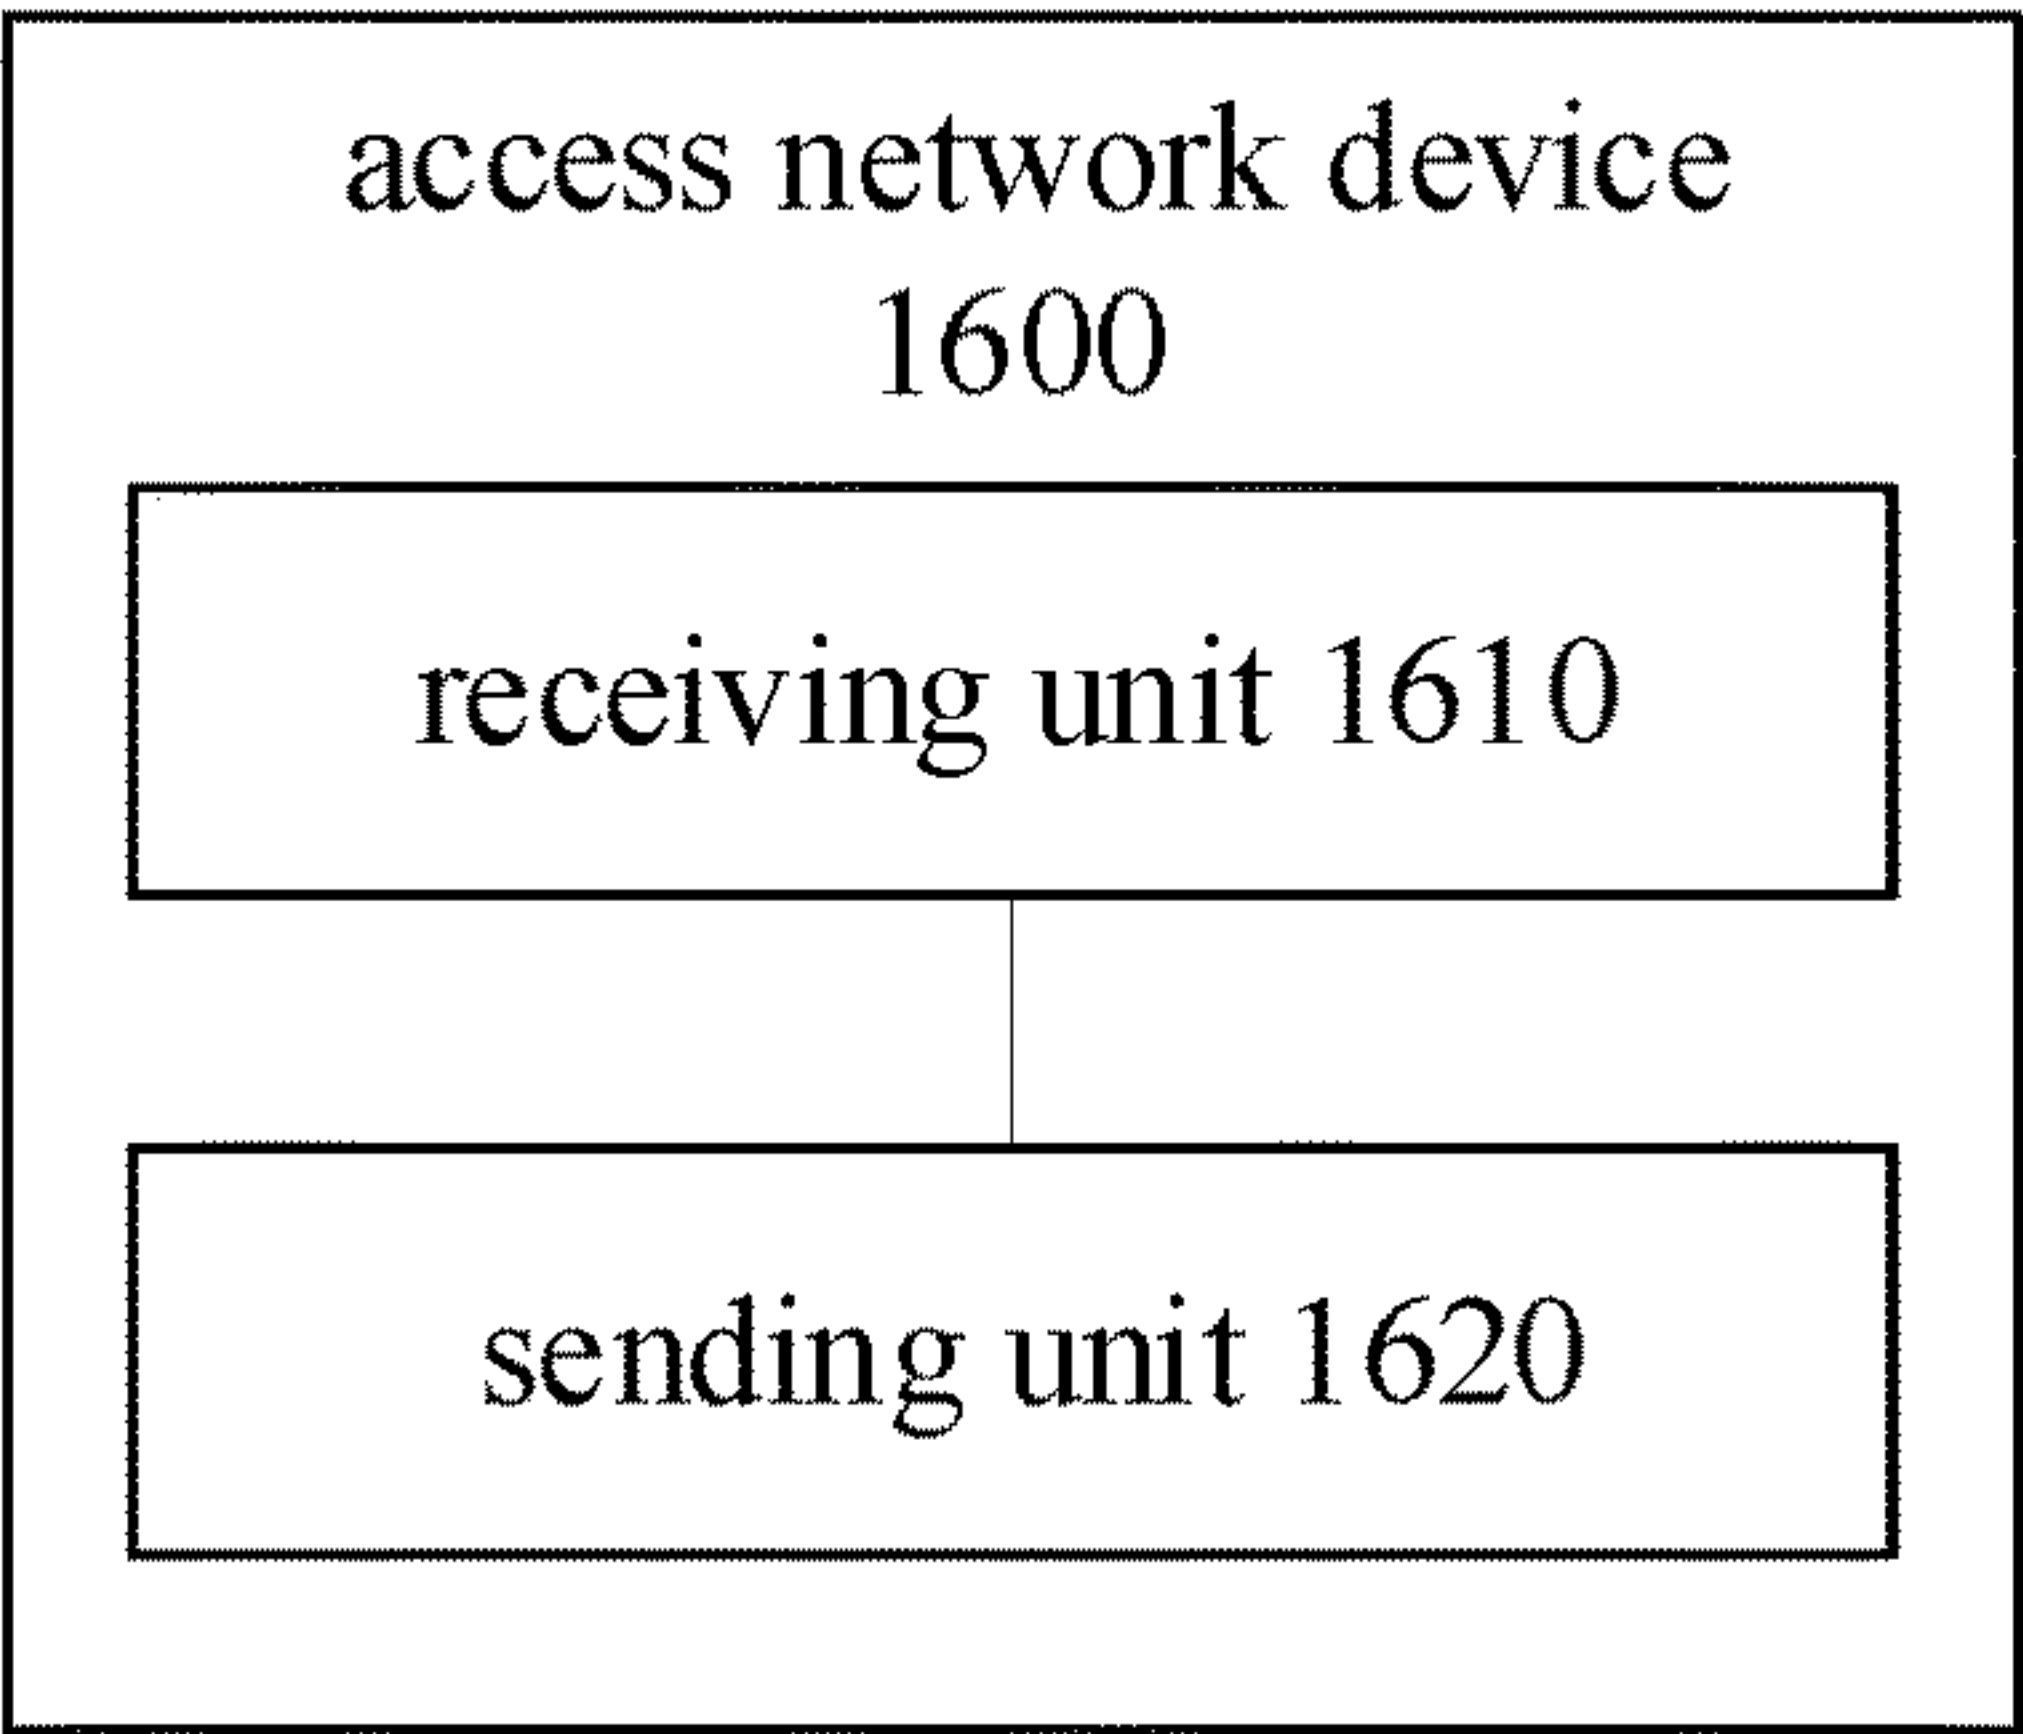 access network device
1600
receiving unit 1610
sending unit 1620